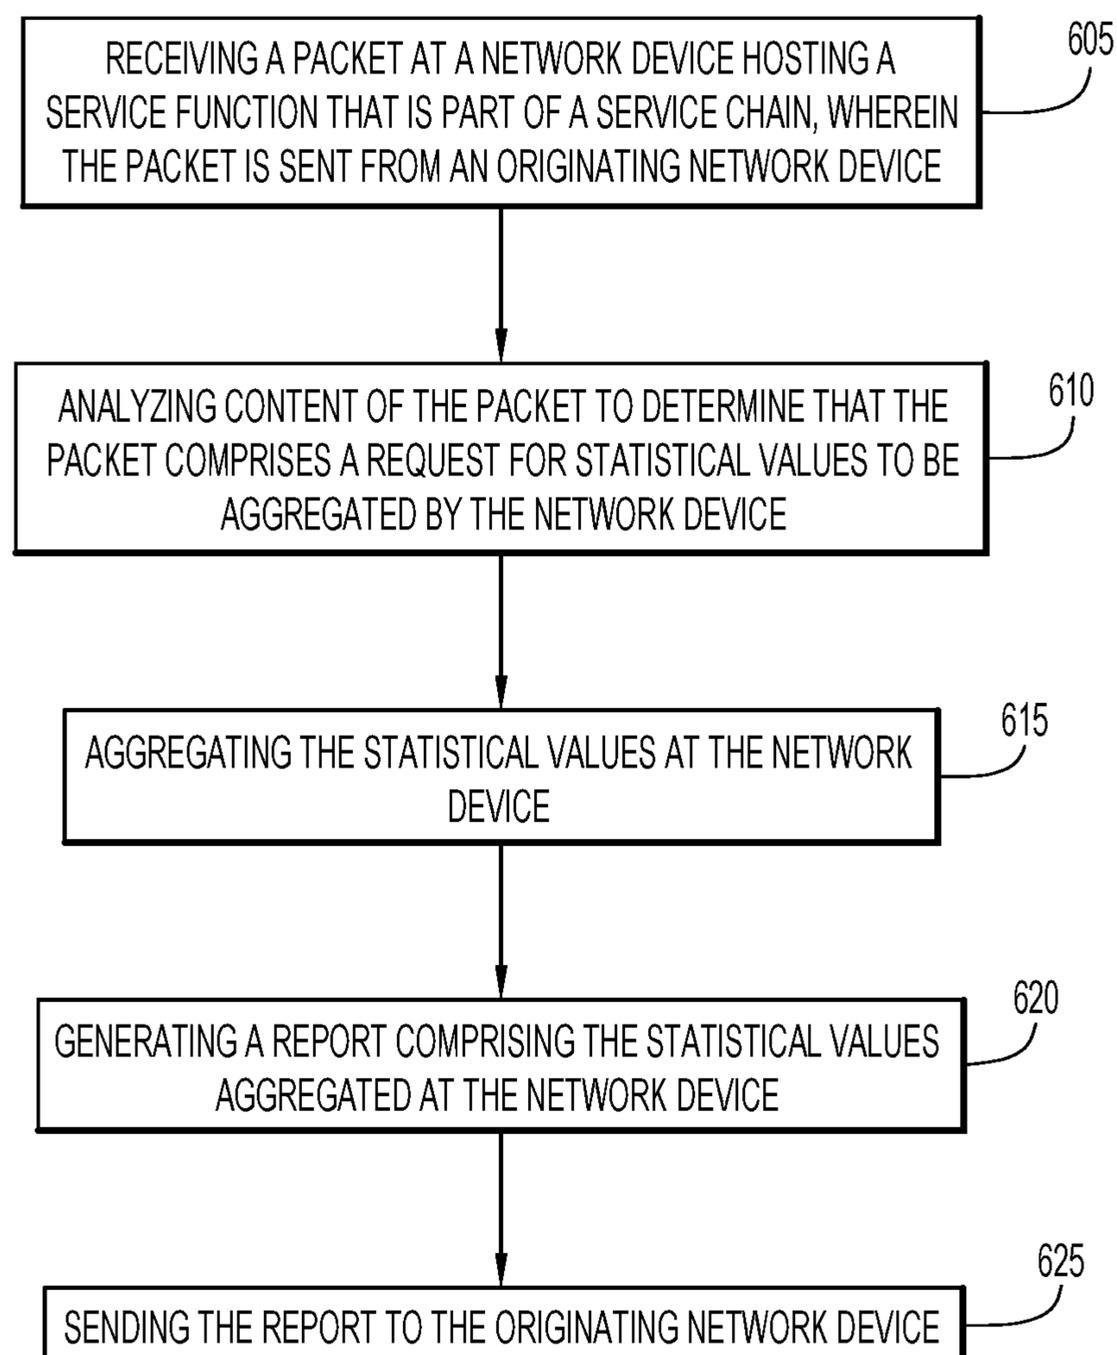 RECEIVING A PACKET AT A NETWORK DEVICE HOSTING A
SERVICE FUNCTION THAT IS PART OF A SERVICE CHAIN, WHEREIN
THE PACKET IS SENT FROM AN ORIGINATING NETWORK DEVICE
605
ANALYZING CONTENT OF THE PACKET TO DETERMINE THAT THE
PACKET COMPRISES A REQUEST FOR STATISTICAL VALUES TO BE
AGGREGATED BY THE NETWORK DEVICE
610
AGGREGATING THE STATISTICAL VALUES AT THE NETWORK
DEVICE
615
GENERATING A REPORT COMPRISING THE STATISTICAL VALUES
AGGREGATED AT THE NETWORK DEVICE
620
SENDING THE REPORT TO THE ORIGINATING NETWORK DEVICE
625